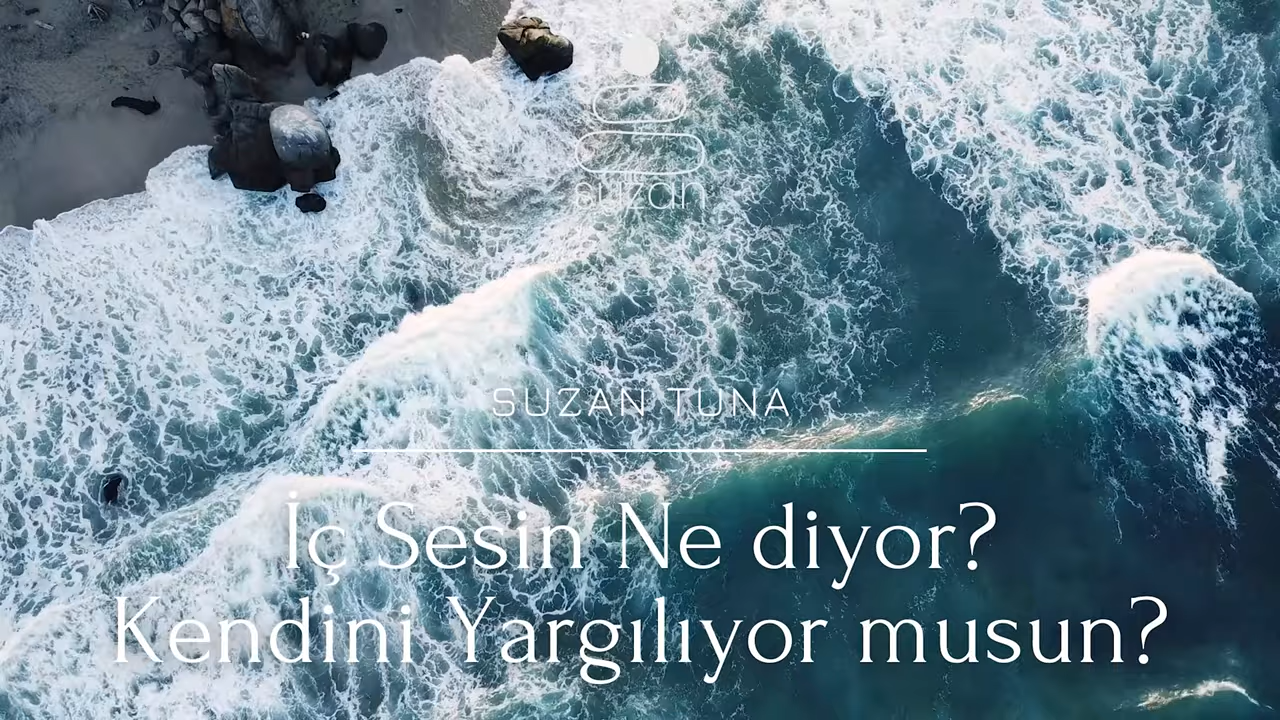 suzan
SUZAN TUNA
İç Sesin Ne diyor?
Kendini Yargılıyor musun?